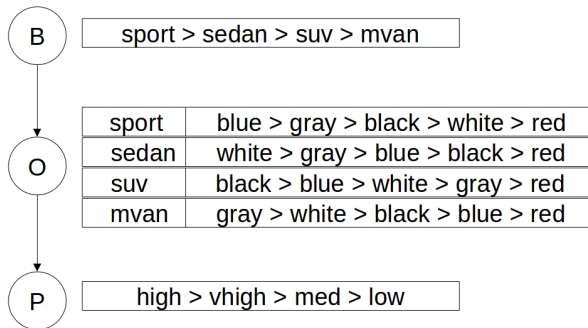 B sport > sedan > suv > mvan
sport blue > gray > black > white > red
sedan white > gray > blue > black > red
O
suv black > blue > white > gray > red
mvan gray > white > black > blue > red
P high > vhigh > med > low